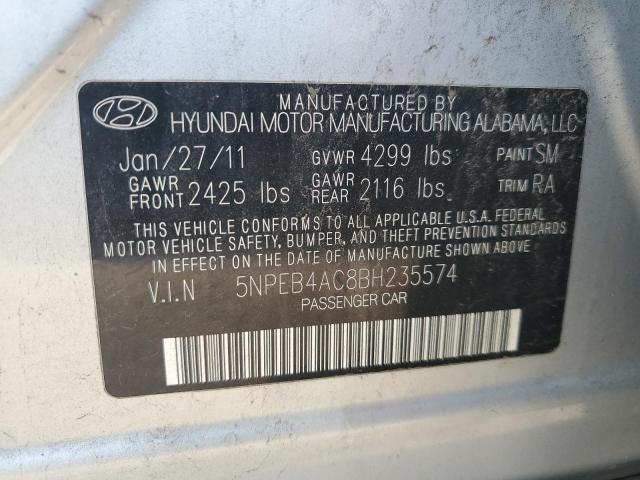 MANUFACTURED BY
HYUNDAI MOTOR MANUFACTURING ALABAMA, LLC
Jan/27/11 GVWR 4299 lbs PAINT SM
GAWR FRONT 2425 lbs GAWR REAR 2116 lbs TRIM RA
THIS VEHICLE CONFORMS TO ALL APPLICABLE U.S.A. FEDERAL
MOTOR VEHICLE SAFETY, BUMPER, AND THEFT PREVENTION STANDARDS
IN EFFECT ON THE DATE OF MANUFACTURE SHOWN ABOVE.
V.I.N 5NPEB4AC8BH235574
PASSENGER CAR